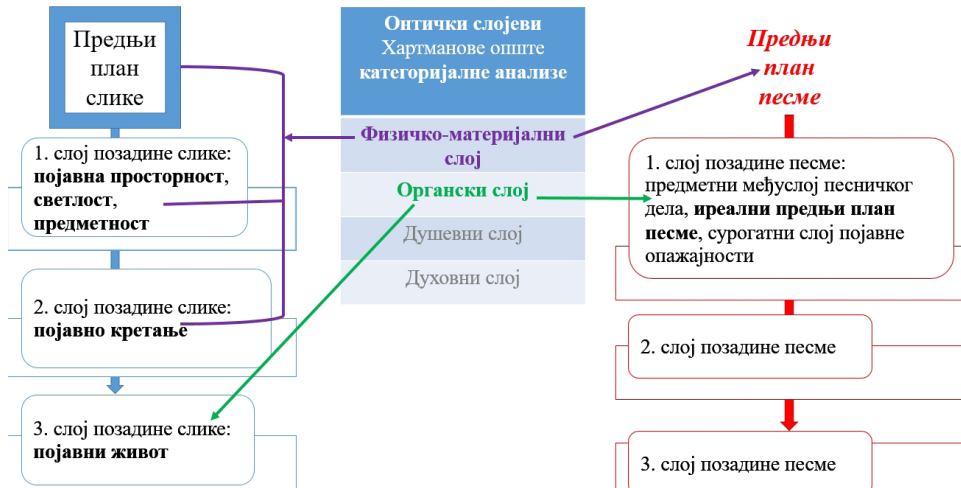 Предњи
план
слике
1. слој позадине слике:
појавна просторност,
светлост,
предметност
2. слој позадине слике:
појавно кретање
3. слој позадине слике:
појавни живот
Онтички слојеви
Хартманове опште
категоријалне анализе
Физичко-материјални
слој
Органски слој
Душевни слој
Духовни слој
Предњи
план
песме
1. слој позадине песме:
предметни међуслој песничког
дела, иреални предњи план
песме, сурогатни слој појавне
опажајности
2. слој позадине песме
3. слој позадине песме